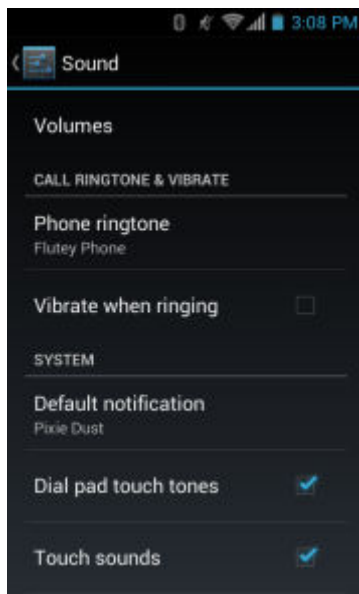 3:08 PM
Sound
Volumes
CALL RINGTONE & VIBRATE
Phone ringtone
Flutey Phone
Vibrate when ringing
SYSTEM
Default notification
Pixie Dust
Dial pad touch tones
Touch sounds